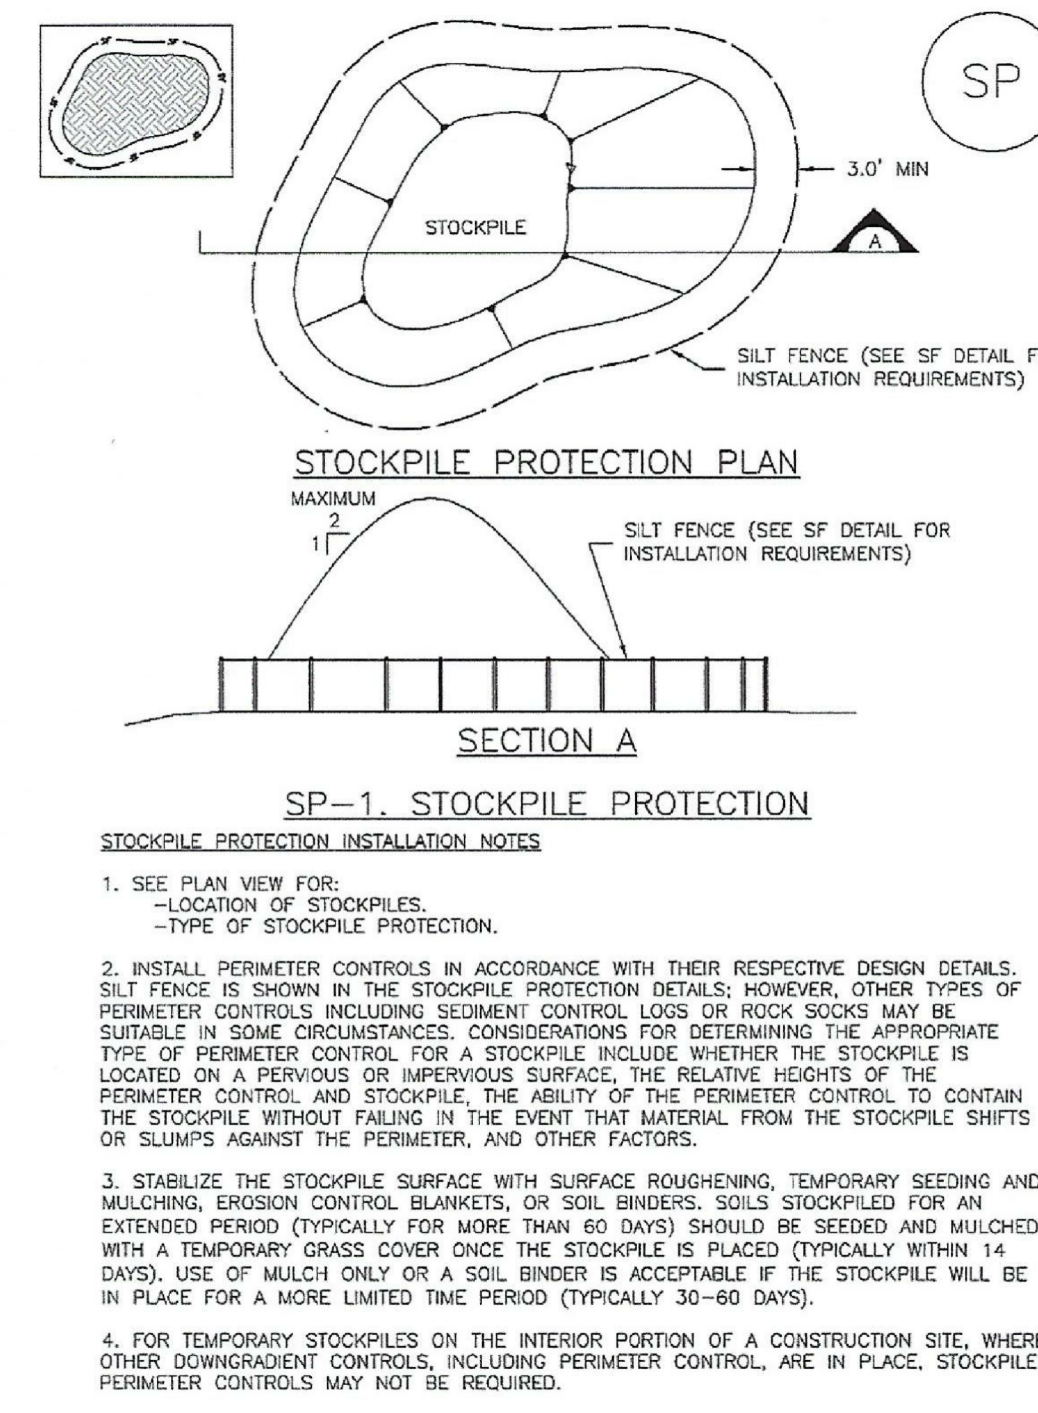 SF SF SF
SP
SF SF
SF SF SF
3.0' MIN
STOCKPILE
A
SILT FENCE (SEE SF DETAIL F
INSTALLATION REQUIREMENTS)
STOCKPILE PROTECTION PLAN
MAXIMUM
2
1
SILT FENCE (SEE SF DETAIL FOR
INSTALLATION REQUIREMENTS)
SECTION A
SP-1. STOCKPILE PROTECTION
STOCKPILE PROTECTION INSTALLATION NOTES
1. SEE PLAN VIEW FOR:
-LOCATION OF STOCKPILES.
-TYPE OF STOCKPILE PROTECTION.
2. INSTALL PERIMETER CONTROLS IN ACCORDANCE WITH THEIR RESPECTIVE DESIGN DETAILS.
SILT FENCE IS SHOWN IN THE STOCKPILE PROTECTION DETAILS; HOWEVER, OTHER TYPES OF
PERIMETER CONTROLS INCLUDING SEDIMENT CONTROL LOGS OR ROCK SOCKS MAY BE
SUITABLE IN SOME CIRCUMSTANCES. CONSIDERATIONS FOR DETERMINING THE APPROPRIATE
TYPE OF PERIMETER CONTROL FOR A STOCKPILE INCLUDE WHETHER THE STOCKPILE IS
LOCATED ON A PERVIOUS OR IMPERVIOUS SURFACE, THE RELATIVE HEIGHTS OF THE
PERIMETER CONTROL AND STOCKPILE, THE ABILITY OF THE PERIMETER CONTROL TO CONTAIN
THE STOCKPILE WITHOUT FAILING IN THE EVENT THAT MATERIAL FROM THE STOCKPILE SHIFTS
OR SLUMPS AGAINST THE PERIMETER, AND OTHER FACTORS.
3. STABILIZE THE STOCKPILE SURFACE WITH SURFACE ROUGHENING, TEMPORARY SEEDING AND
MULCHING, EROSION CONTROL BLANKETS, OR SOIL BINDERS. SOILS STOCKPILED FOR AN
EXTENDED PERIOD (TYPICALLY FOR MORE THAN 60 DAYS) SHOULD BE SEEDED AND MULCHED
WITH A TEMPORARY GRASS COVER ONCE THE STOCKPILE IS PLACED (TYPICALLY WITHIN 14
DAYS). USE OF MULCH ONLY OR A SOIL BINDER IS ACCEPTABLE IF THE STOCKPILE WILL BE
IN PLACE FOR A MORE LIMITED TIME PERIOD (TYPICALLY 30-60 DAYS).
4. FOR TEMPORARY STOCKPILES ON THE INTERIOR PORTION OF A CONSTRUCTION SITE, WHERE
OTHER DOWNGRADIENT CONTROLS, INCLUDING PERIMETER CONTROL, ARE IN PLACE, STOCKPILE
PERIMETER CONTROLS MAY NOT BE REQUIRED.